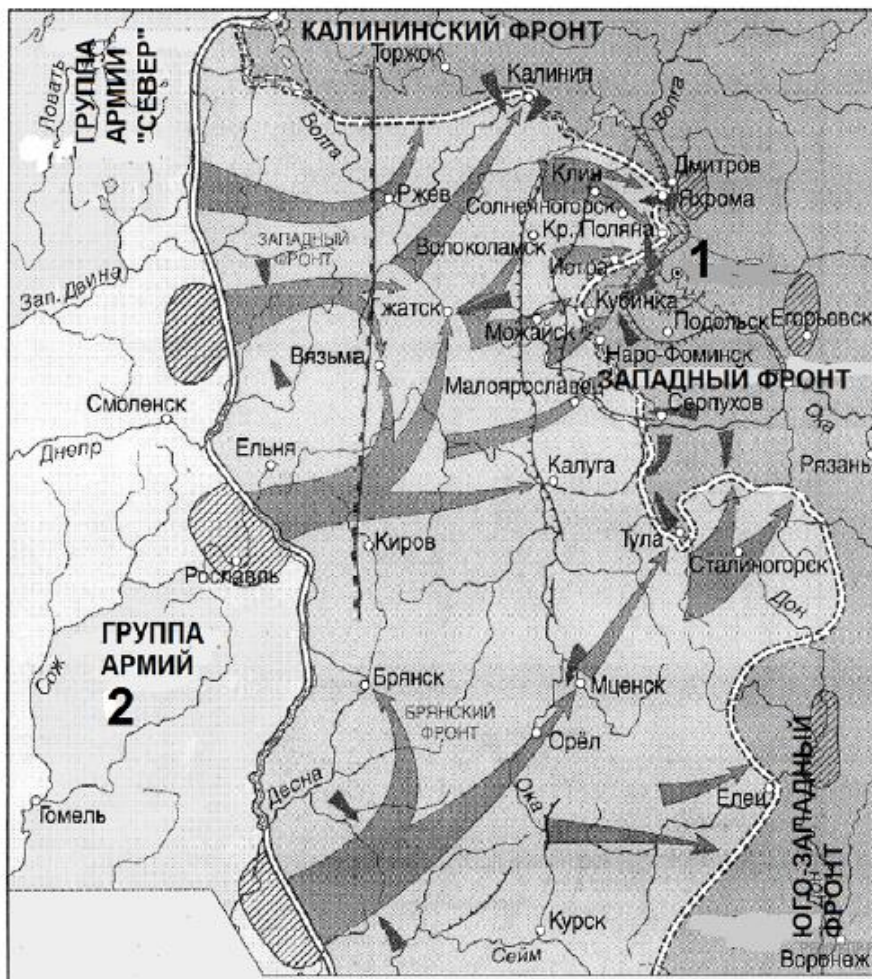 КАЛИНИНСКИЙ ФРОНТ
Торжок
Калинин
ГРУППА
АРМИЙ
"СЕВЕР"
Ловать
Волга
Волга
Дмитров
Яхрома
Клин
Ржев
Солнечногорск
Кр. Поляна
ЗАПАДНЫЙ
ФРОНТ
Волоколамск
Истра
1
Зап. Двина
Гжатск
Кубинка
Можайск
Подольск
Егорьевск
Наро-Фоминск
Вязьма
Малоярославец
ЗАПАДНЫЙ ФРОНТ
Смоленск
Серпухов
Ока
Днепр
Ельня
Калуга
Рязань
Киров
Тула
Рославль
Сталиногорск
Дон
ГРУППА
АРМИЙ
2
Сож
Брянск
Мценск
БРЯНСКИЙ
ФРОНТ
Орёл
Десна
Ока
Елец
Гомель
ЮГО-ЗАПАДНЫЙ
ФРОНТ
Дон
Курск
Сейм
Воронеж